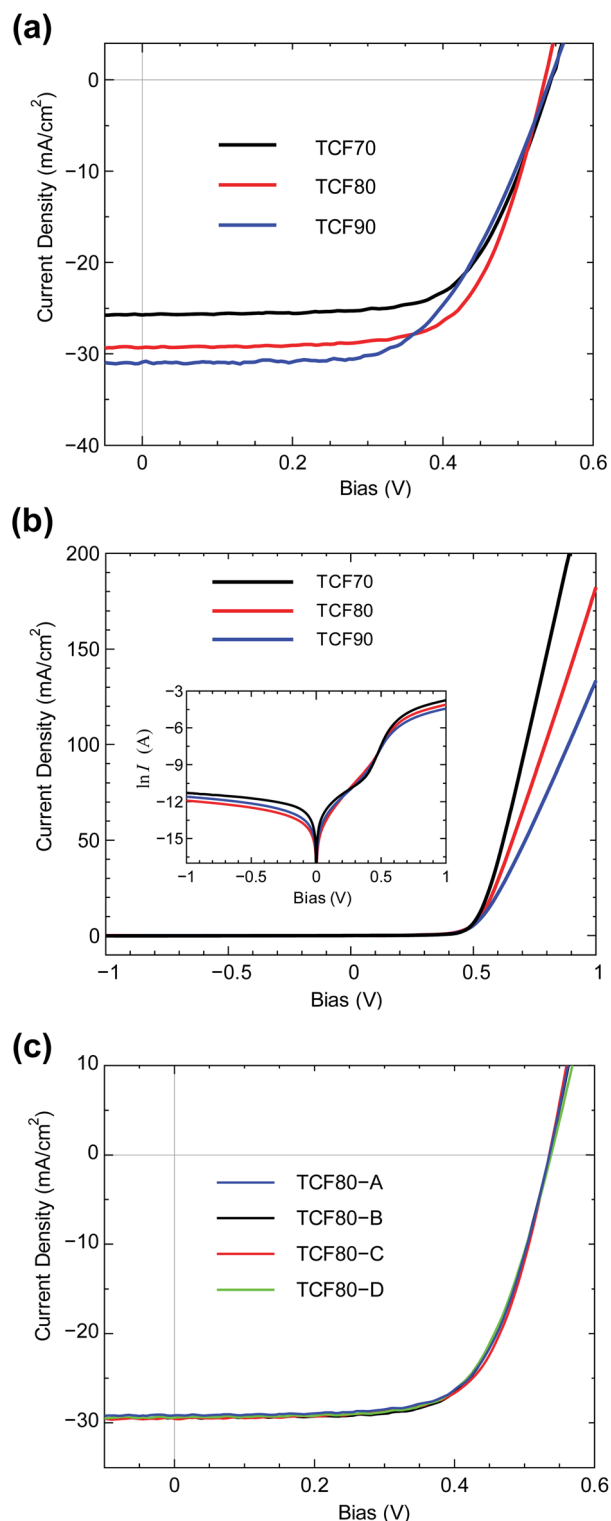 (a)
0
−10
−20
−30
−40
Current Density (mA/cm²)
TCF70
TCF80
TCF90
0 0.2 0.4 0.6
Bias (V)
(b)
200
150
100
50
0
Current Density (mA/cm²)
TCF70
TCF80
TCF90
−3
−6
−9
−12
−15
ln I (A)
−1 −0.5 0 0.5 1
Bias (V)
−1 −0.5 0 0.5 1
Bias (V)
(c)
10
0
−10
−20
−30
Current Density (mA/cm²)
TCF80−A
TCF80−B
TCF80−C
TCF80−D
0 0.2 0.4 0.6
Bias (V)